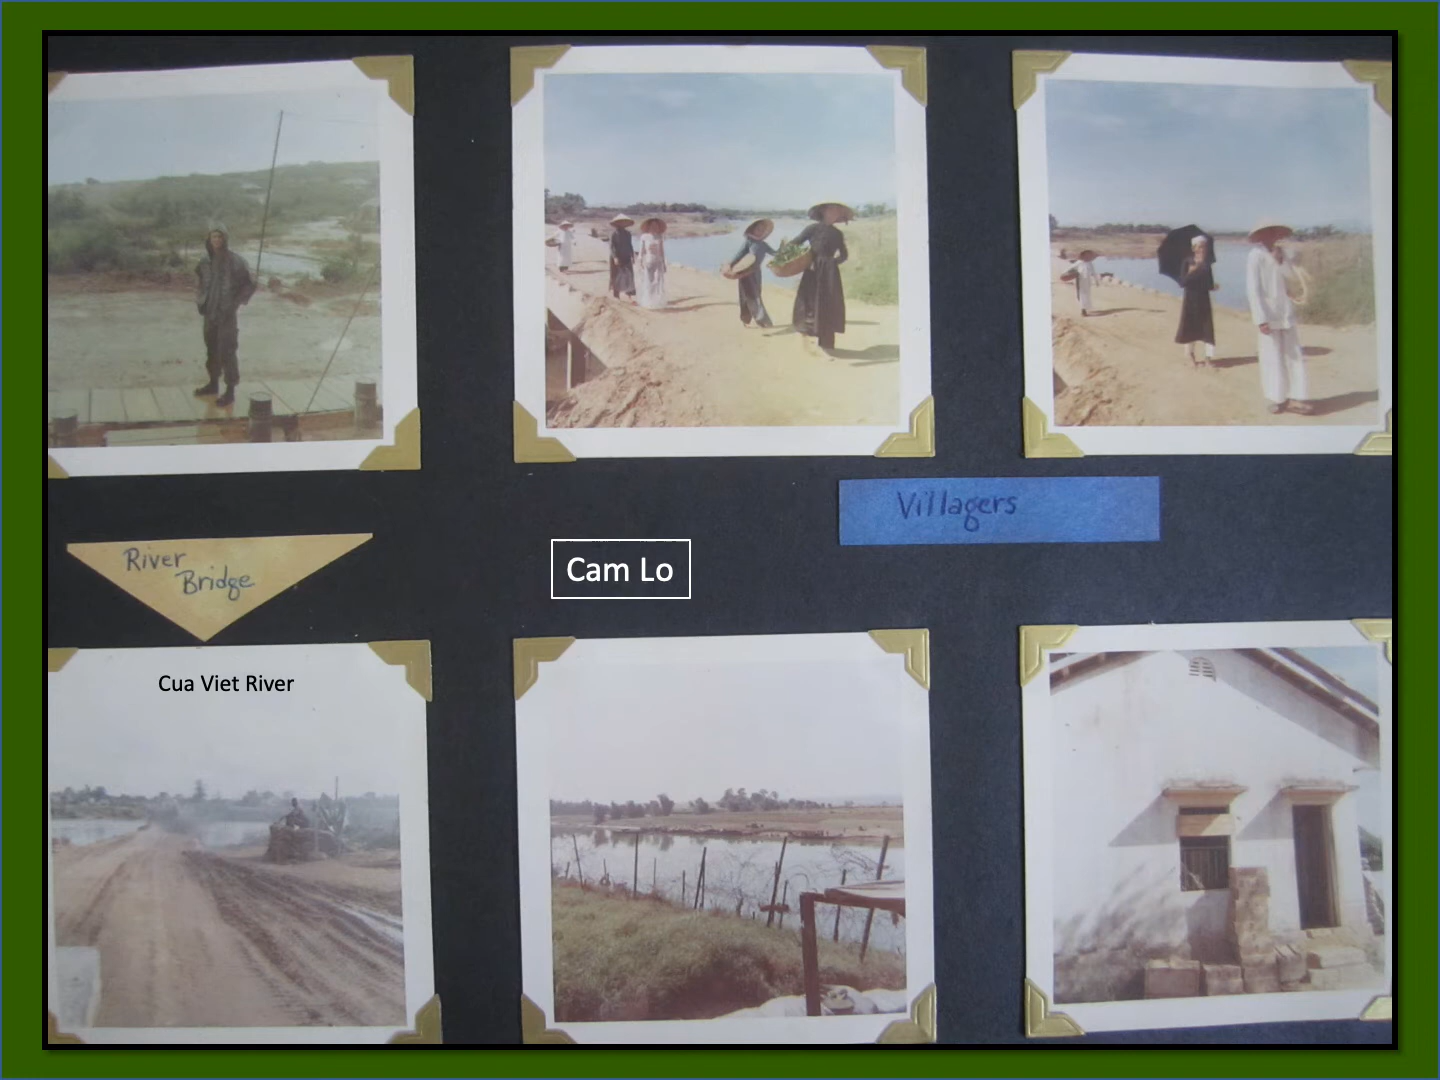 Villagers
River
Bridge
Cam Lo
Cua Viet River